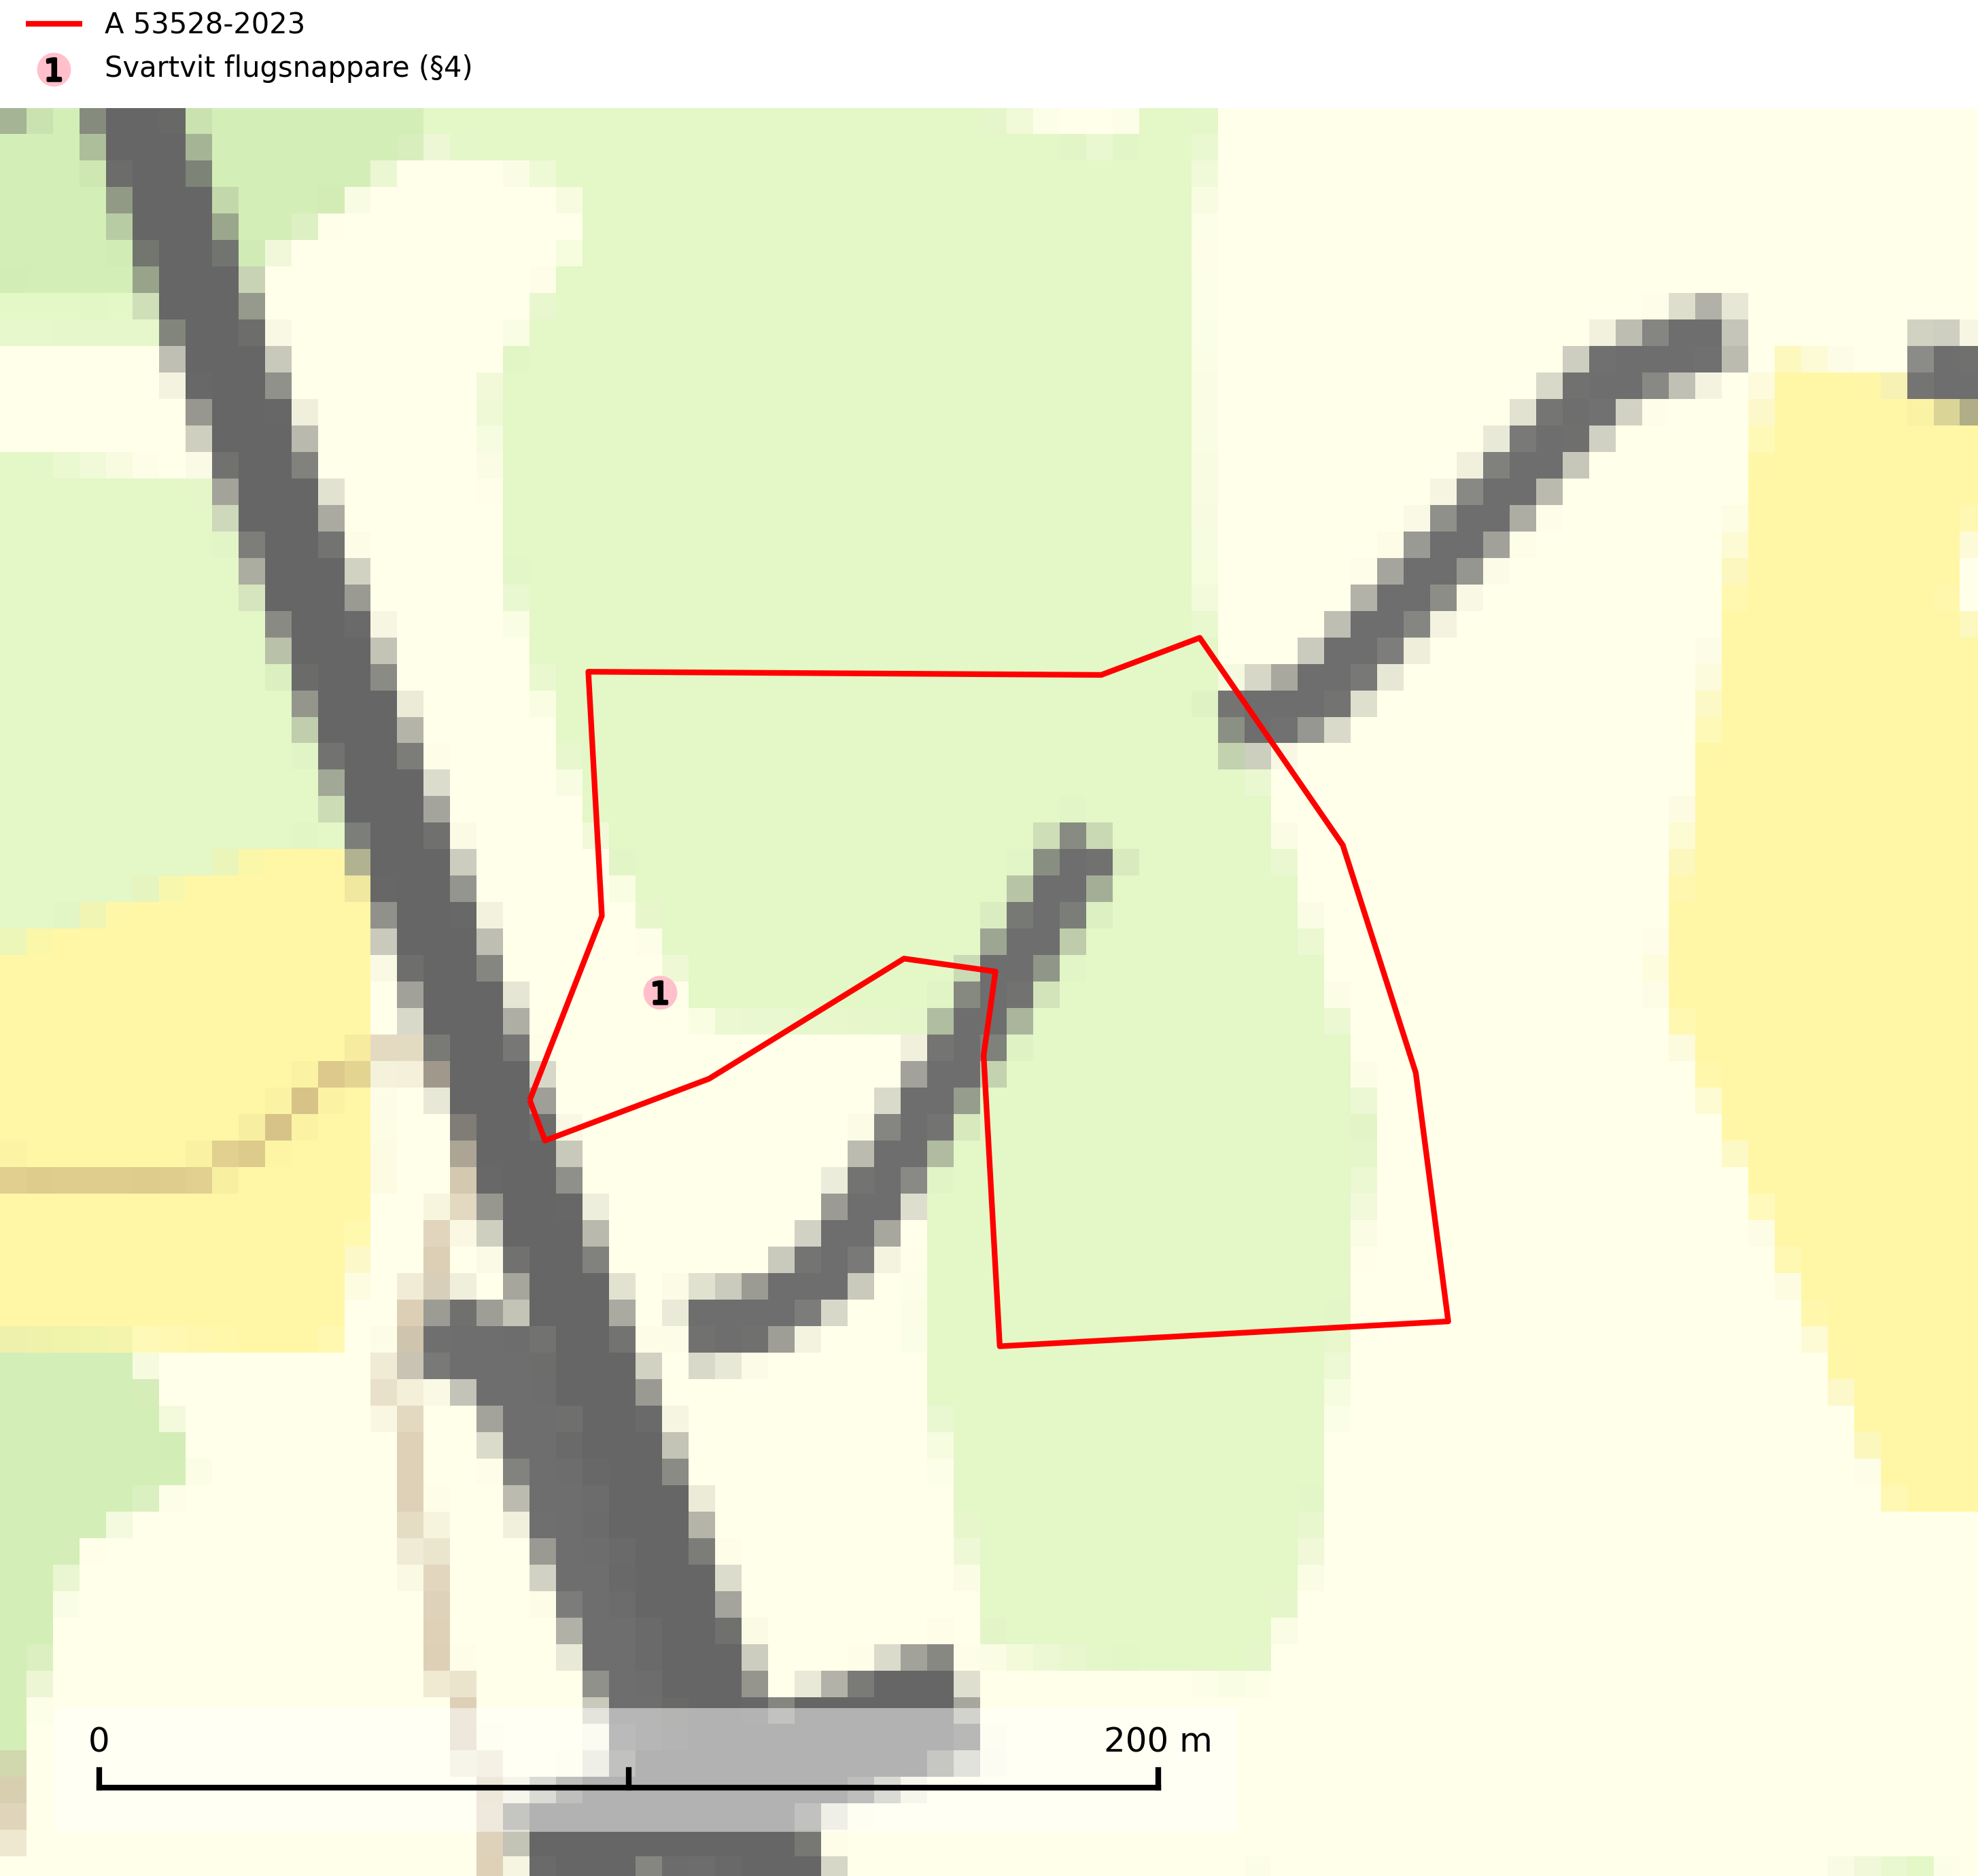 A 53528-2023
1 Svartvit flugsnappare (§4)
1
0 200 m